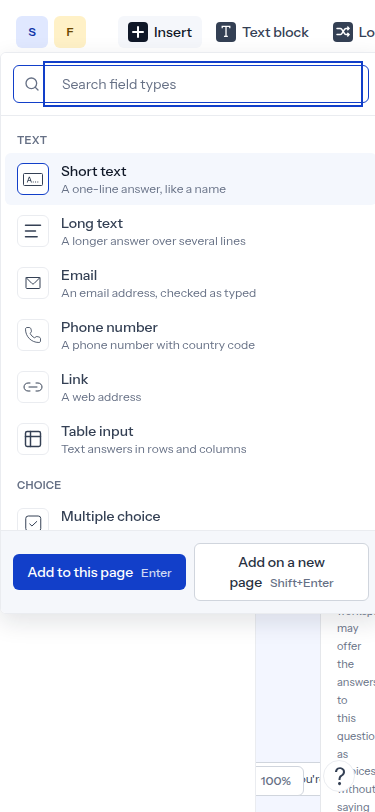 S F Insert Text block Lo
Search field types
TEXT
A... Short text
A one-line answer, like a name
Long text
A longer answer over several lines
Email
An email address, checked as typed
Phone number
A phone number with country code
Link
A web address
Table input
Text answers in rows and columns
CHOICE
Multiple choice
Add to this page Enter
Add on a new
page Shift+Enter
may
offer
the
answers
to
this
questio
as
100% ?
saying